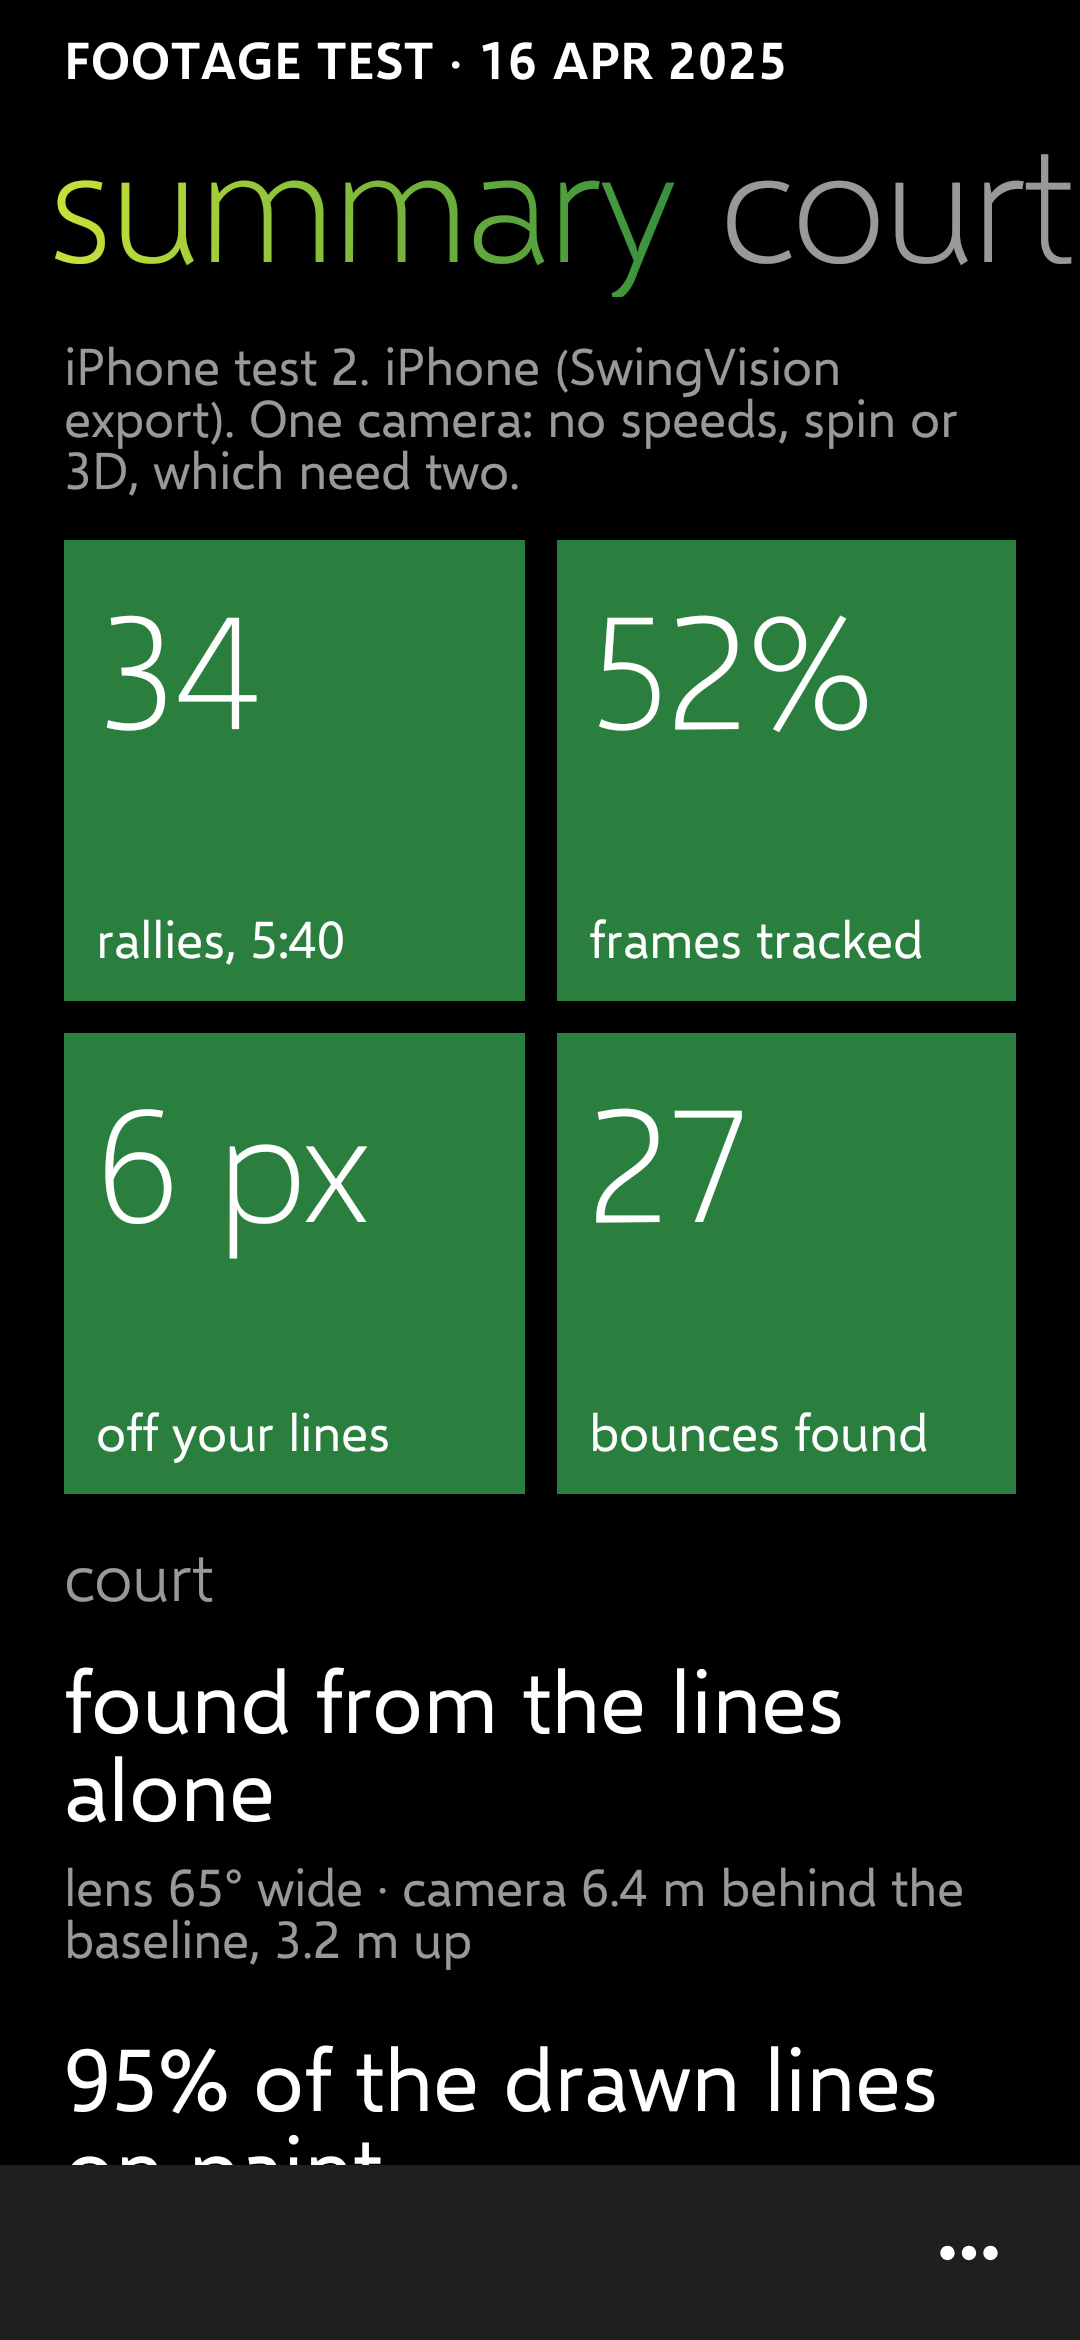 FOOTAGE TEST · 16 APR 2025
summary court
iPhone test 2. iPhone (SwingVision
export). One camera: no speeds, spin or
3D, which need two.
34
rallies, 5:40
52%
frames tracked
6 px
off your lines
27
bounces found
court
found from the lines
alone
lens 65° wide · camera 6.4 m behind the
baseline, 3.2 m up
95% of the drawn lines
on paint